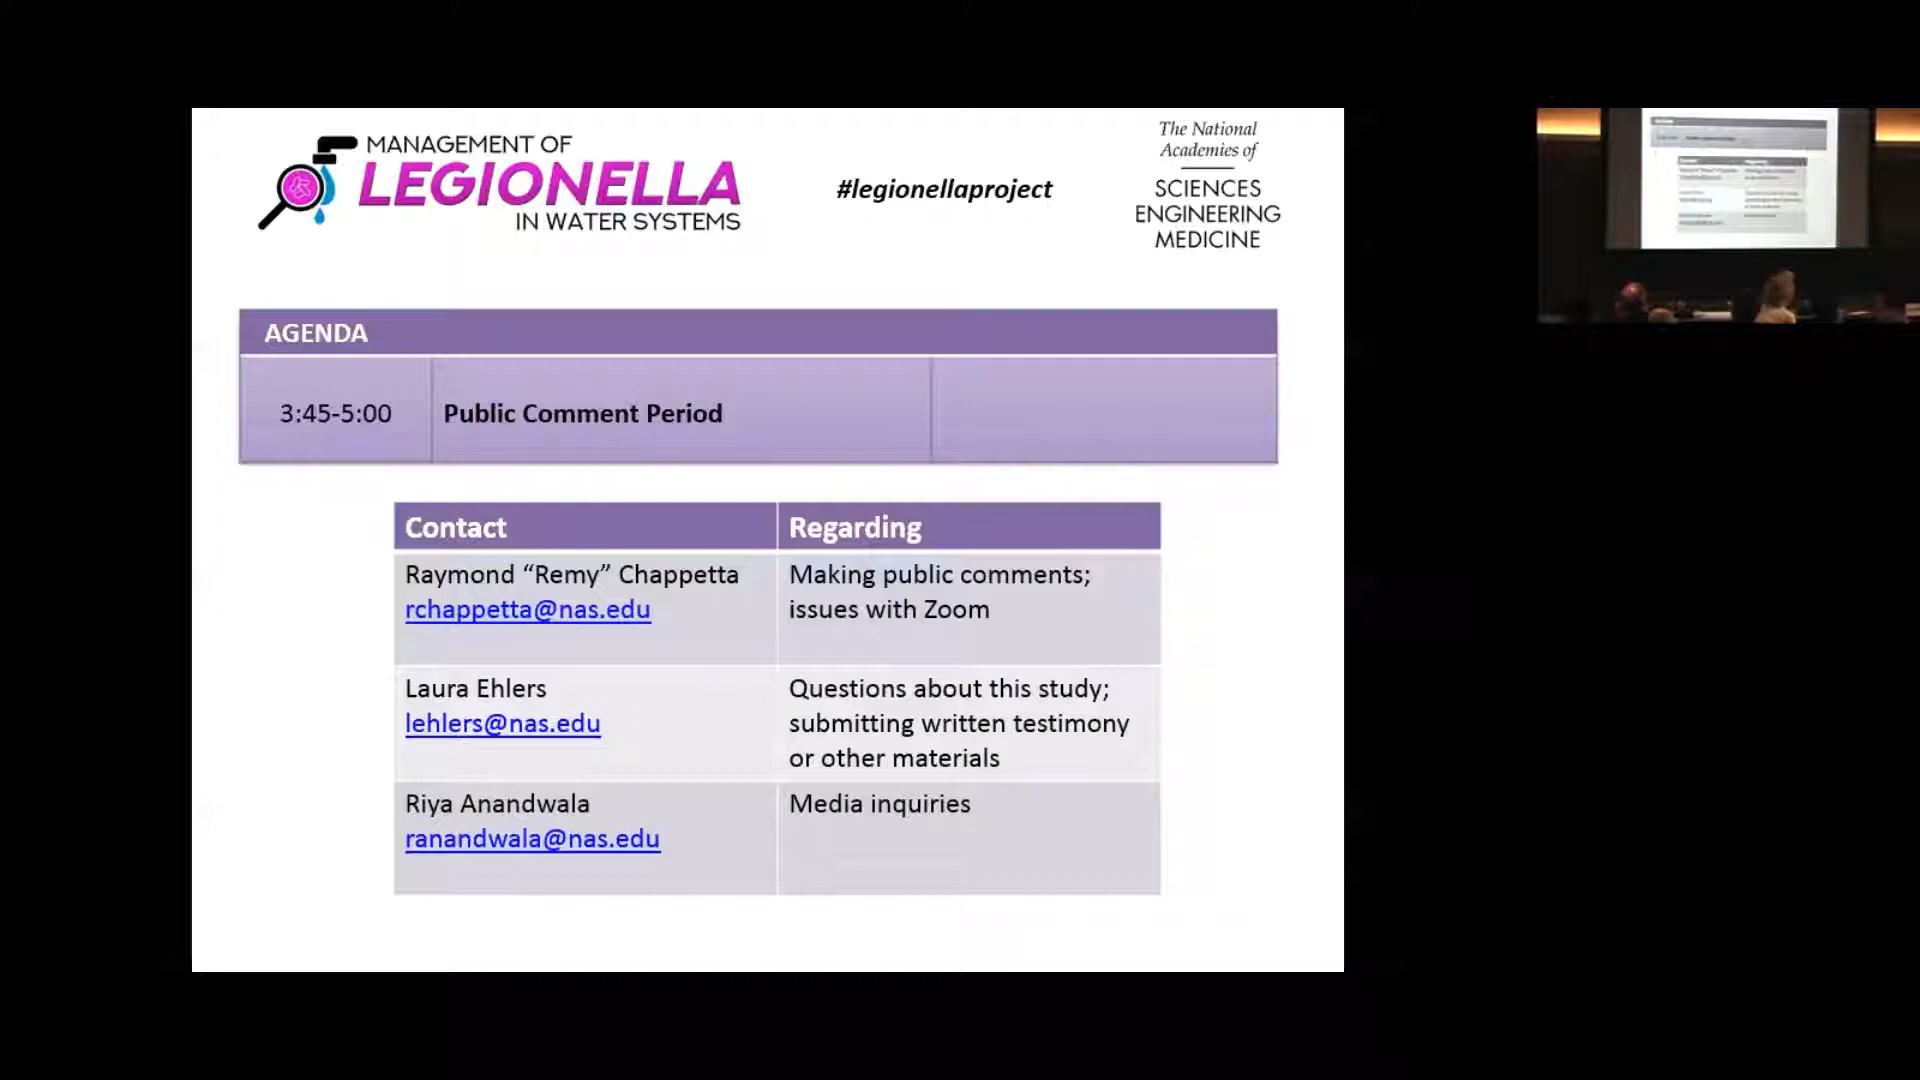 MANAGEMENT OF
LEGIONELLA
IN WATER SYSTEMS
#legionellaproject
The National
Academies of
SCIENCES
ENGINEERING
MEDICINE
AGENDA
3:45-5:00 Public Comment Period
Contact Regarding
Raymond “Remy” Chappetta Making public comments;
rchappetta@nas.edu issues with Zoom
Laura Ehlers Questions about this study;
lehlers@nas.edu submitting written testimony
or other materials
Riya Anandwala Media inquiries
ranandwala@nas.edu